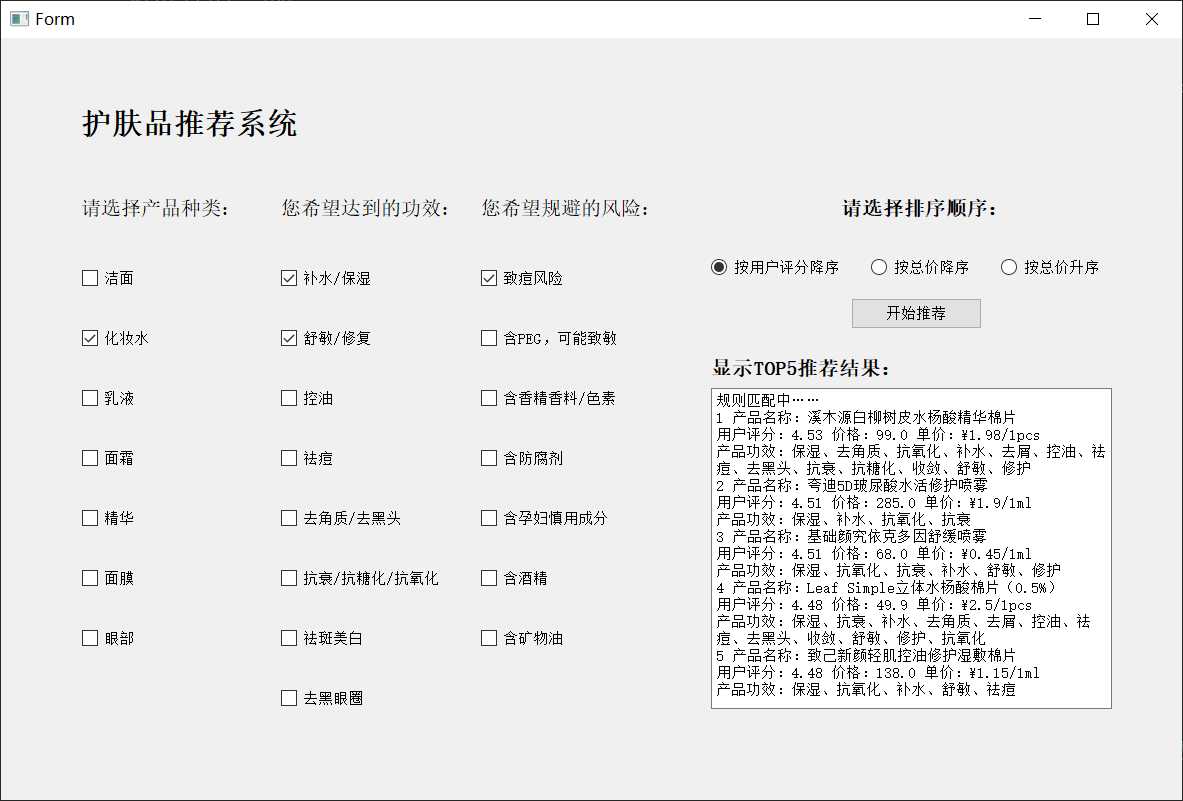 Form
护肤品推荐系统
请选择产品种类：
洁面
化妆水
乳液
面霜
精华
面膜
眼部
您希望达到的功效：
补水/保湿
舒敏/修复
控油
祛痘
去角质/去黑头
抗衰/抗糖化/抗氧化
祛斑美白
去黑眼圈
您希望规避的风险：
致痘风险
含PEG，可能致敏
含香精香料/色素
含防腐剂
含孕妇慎用成分
含酒精
含矿物油
请选择排序顺序：
按用户评分降序
按总价降序
按总价升序
开始推荐
显示TOP5推荐结果：
规则匹配中……
1 产品名称：溪木源白柳树皮水杨酸精华棉片
用户评分：4.53 价格：99.0 单价：¥1.98/1pcs
产品功效：保湿、去角质、抗氧化、补水、去屑、控油、祛
痘、去黑头、抗衰、抗糖化、收敛、舒敏、修护
2 产品名称：夸迪5D玻尿酸水活修护喷雾
用户评分：4.51 价格：285.0 单价：¥1.9/1ml
产品功效：保湿、补水、抗氧化、抗衰
3 产品名称：基础颜究依克多因舒缓喷雾
用户评分：4.51 价格：68.0 单价：¥0.45/1ml
产品功效：保湿、抗氧化、抗衰、补水、舒敏、修护
4 产品名称：Leaf Simple立体水杨酸棉片（0.5%）
用户评分：4.48 价格：49.9 单价：¥2.5/1pcs
产品功效：保湿、抗衰、补水、去角质、去屑、控油、祛
痘、去黑头、收敛、舒敏、修护、抗氧化
5 产品名称：致己新颜轻肌控油修护湿敷棉片
用户评分：4.48 价格：138.0 单价：¥1.15/1ml
产品功效：保湿、抗氧化、补水、舒敏、祛痘